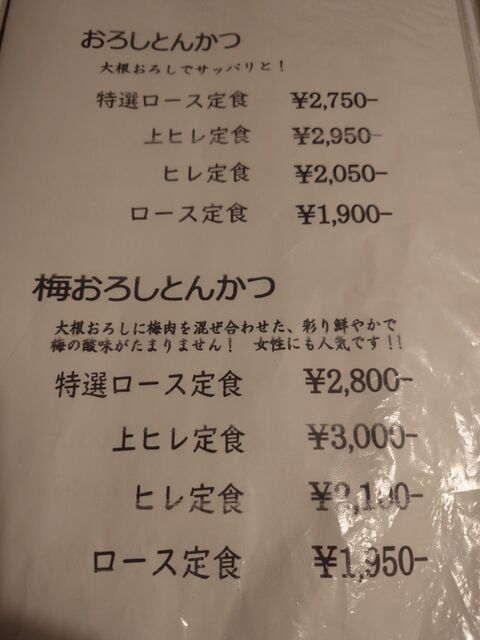 おろしとんかつ
大根おろしでサッパリと！
特選ロース定食 ¥2,750-
上ヒレ定食 ¥2,950-
ヒレ定食 ¥2,050-
ロース定食 ¥1,900-
梅おろしとんかつ
大根おろしに梅肉を混ぜ合わせた、彩り鮮やかで
梅の酸味がたまりません！ 女性にも人気です！！
特選ロース定食 ¥2,800-
上ヒレ定食 ¥3,000-
ヒレ定食 ¥2,100-
ロース定食 ¥1,950-